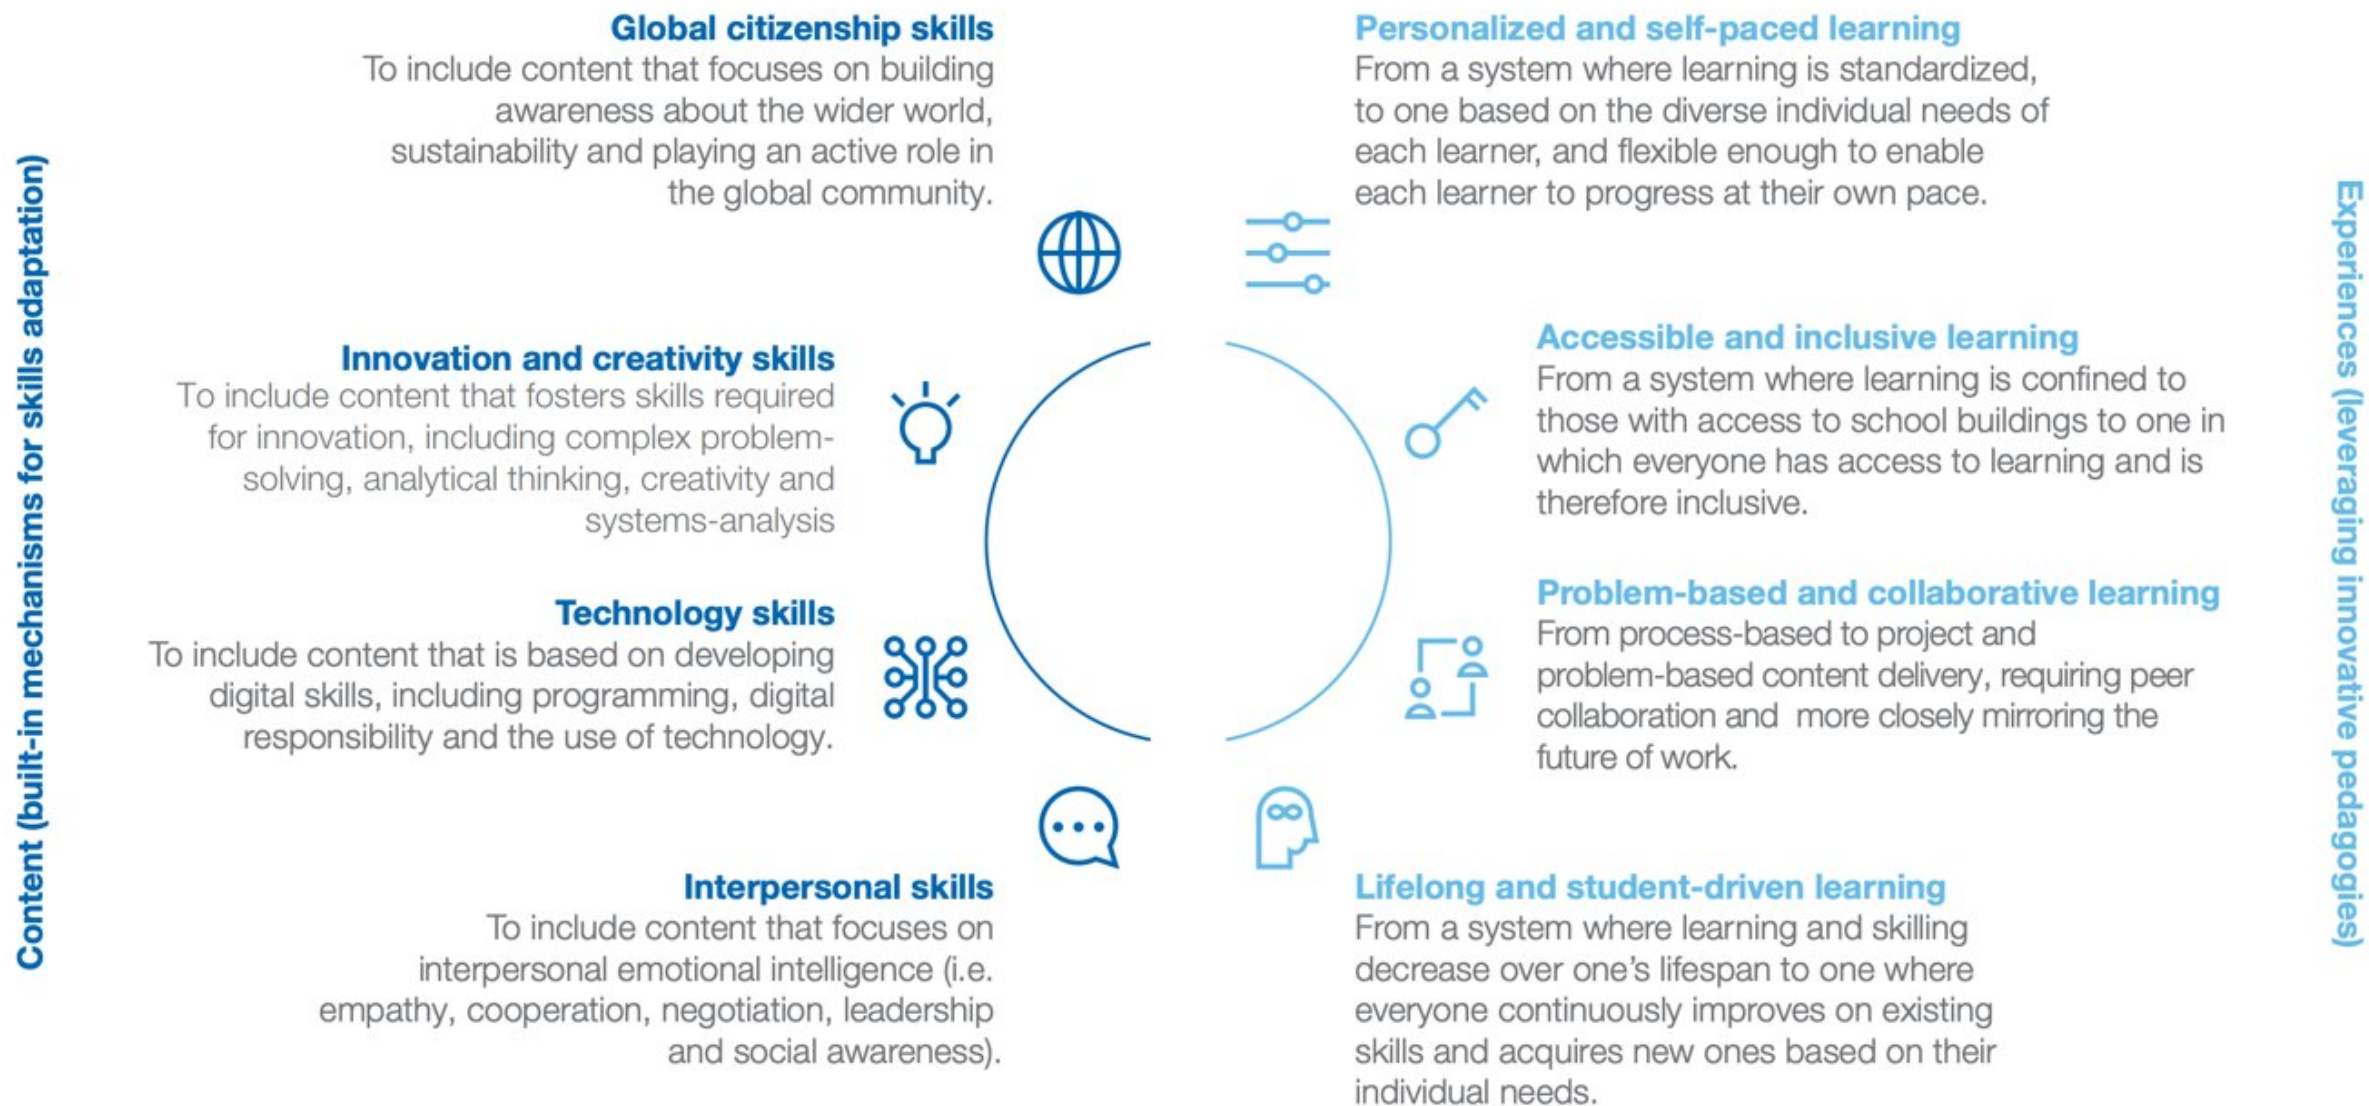 Content (built-in mechanisms for skills adaptation)
Global citizenship skills
To include content that focuses on building
awareness about the wider world,
sustainability and playing an active role in
the global community.
Innovation and creativity skills
To include content that fosters skills required
for innovation, including complex problem-
solving, analytical thinking, creativity and
systems-analysis
Technology skills
To include content that is based on developing
digital skills, including programming, digital
responsibility and the use of technology.
Interpersonal skills
To include content that focuses on
interpersonal emotional intelligence (i.e.
empathy, cooperation, negotiation, leadership
and social awareness).
Personalized and self-paced learning
From a system where learning is standardized,
to one based on the diverse individual needs of
each learner, and flexible enough to enable
each learner to progress at their own pace.
Accessible and inclusive learning
From a system where learning is confined to
those with access to school buildings to one in
which everyone has access to learning and is
therefore inclusive.
Problem-based and collaborative learning
From process-based to project and
problem-based content delivery, requiring peer
collaboration and more closely mirroring the
future of work.
Lifelong and student-driven learning
From a system where learning and skilling
decrease over one's lifespan to one where
everyone continuously improves on existing
skills and acquires new ones based on their
individual needs.
Experiences (leveraging innovative pedagogies)